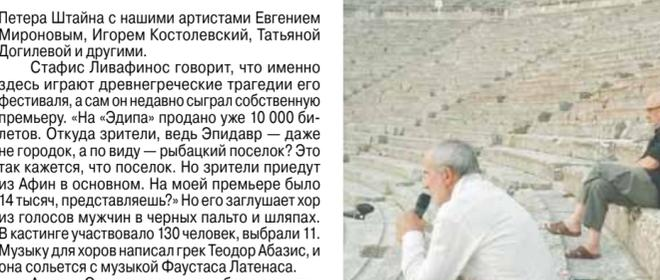 Петера Штайна с нашими артистами Евгением
Мироновым, Игорем Костолевский, Татьяной
Догилевой и другими.
Стафис Ливафинос говорит, что именно
здесь играют древнегреческие трагедии его
фестиваля, а сам он недавно сыграл собственную
премьеру. «На «Эдипа» продано уже 10 000 би-
летов. Откуда зрители, ведь Эпидавр — даже
не городок, а по виду — рыбацкий поселок? Это
так кажется, что поселок. Но зрители приедут
из Афин в основном. На моей премьере было
14 тысяч, представляешь?» Но его заглушает хор
из голосов мужчин в черных пальто и шляпах.
В кастинге участвовало 130 человек, выбрали 11.
Музыку для хоров написал грек Теодор Абазис, и
она сольется с музыкой Фаустаса Латенаса.